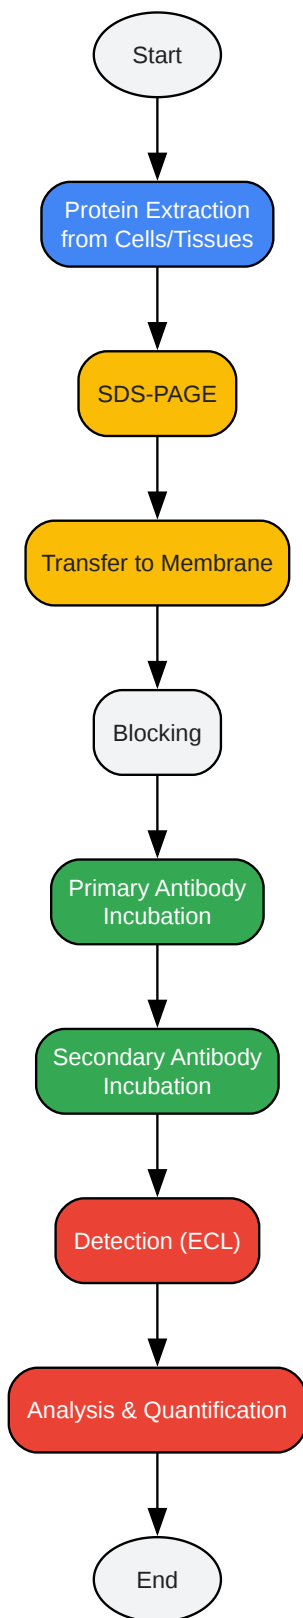 Start
Protein Extraction
from Cells/Tissues
SDS-PAGE
Transfer to Membrane
Blocking
Primary Antibody
Incubation
Secondary Antibody
Incubation
Detection (ECL)
Analysis & Quantification
End